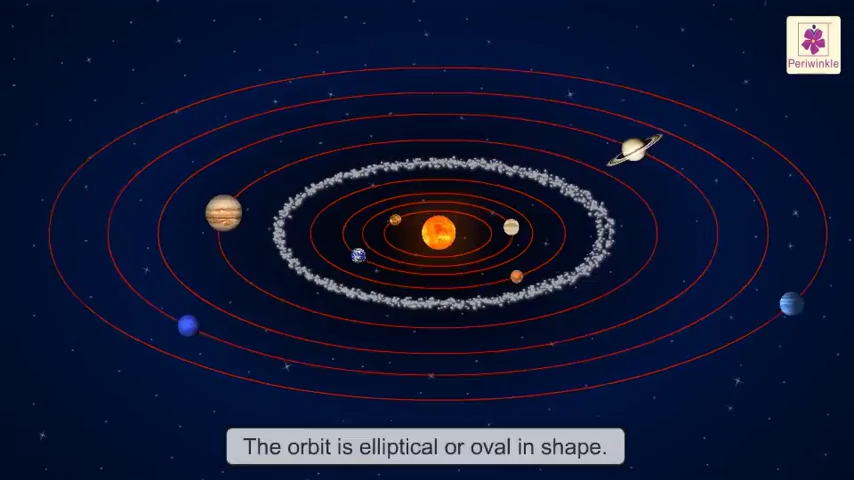 Periwinkle
The orbit is elliptical or oval in shape.